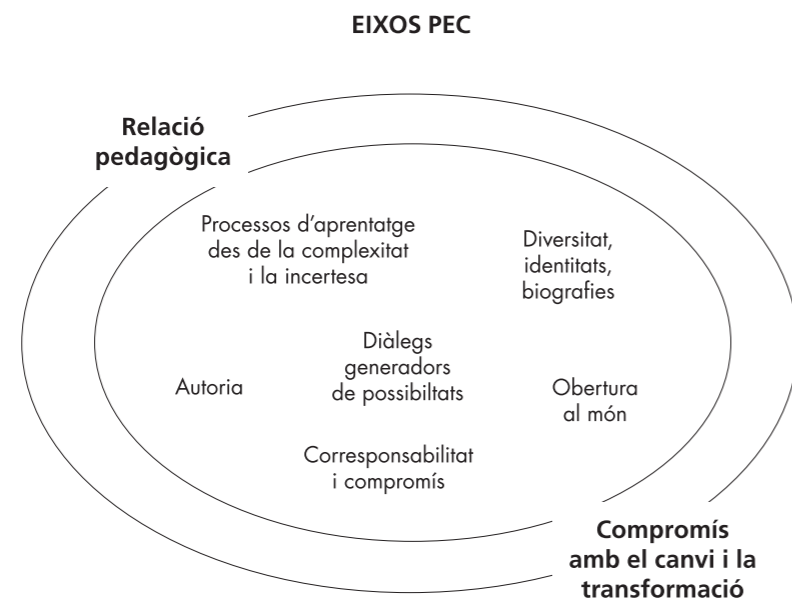 EIXOS PEC
Relació
pedagògica
Processos d'aprentatge
des de la complexitat
i la incertesa
Diversitat,
identitats,
biografies
Diàlegs
generadors
de possibiltats
Autoria
Obertura
al món
Corresponsabilitat
i compromís
Compromís
amb el canvi i la
transformació